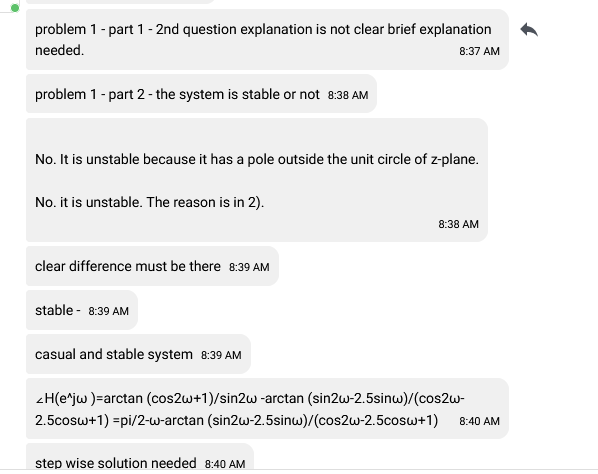 problem 1 - part 1 - 2nd question explanation is not clear brief explanation
needed. 8:37 AM
problem 1 - part 2 - the system is stable or not 8:38 AM
No. It is unstable because it has a pole outside the unit circle of z-plane.
No. it is unstable. The reason is in 2).
8:38 AM
clear difference must be there 8:39 AM
stable - 8:39 AM
casual and stable system 8:39 AM
∠H(e^jω )=arctan (cos2ω+1)/sin2ω -arctan (sin2ω-2.5sinω)/(cos2ω-
2.5cosω+1) =pi/2-ω-arctan (sin2ω-2.5sinω)/(cos2ω-2.5cosω+1) 8:40 AM
step wise solution needed 8:40 AM